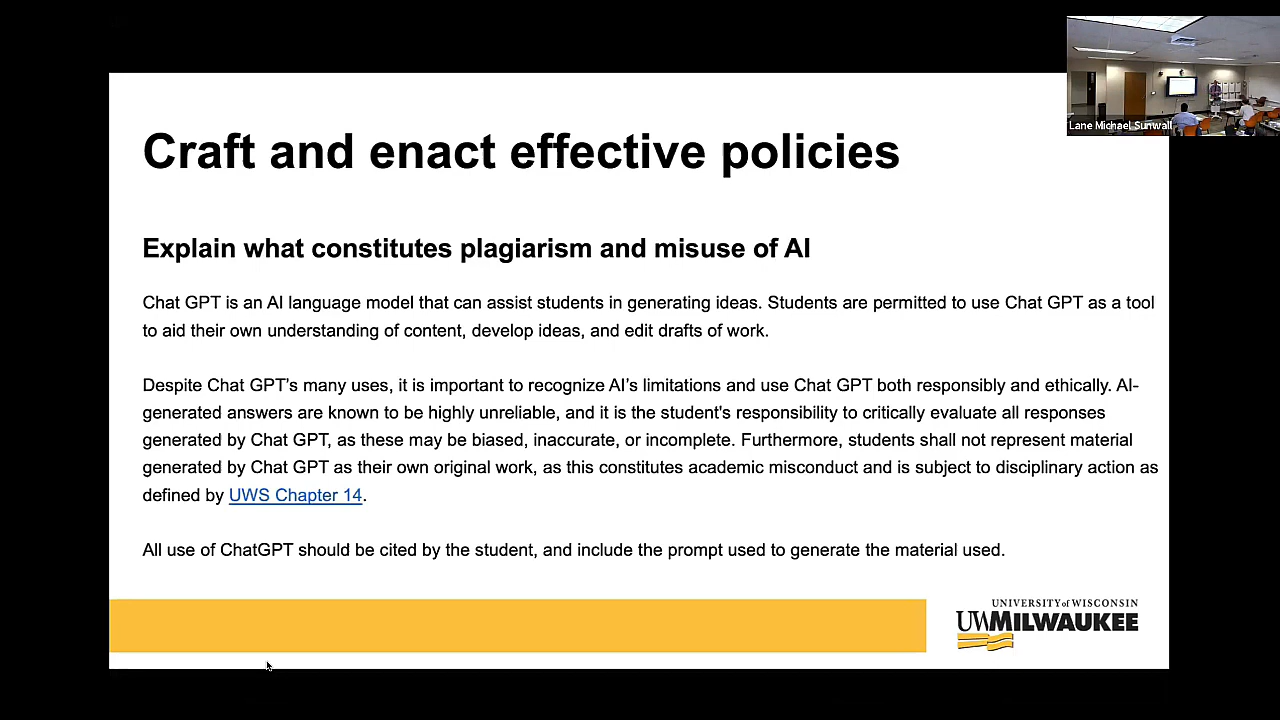 Lane Michael Sunwall
Craft and enact effective policies
Explain what constitutes plagiarism and misuse of AI
Chat GPT is an AI language model that can assist students in generating ideas. Students are permitted to use Chat GPT as a tool
to aid their own understanding of content, develop ideas, and edit drafts of work.
Despite Chat GPT’s many uses, it is important to recognize AI’s limitations and use Chat GPT both responsibly and ethically. AI-
generated answers are known to be highly unreliable, and it is the student's responsibility to critically evaluate all responses
generated by Chat GPT, as these may be biased, inaccurate, or incomplete. Furthermore, students shall not represent material
generated by Chat GPT as their own original work, as this constitutes academic misconduct and is subject to disciplinary action as
defined by UWS Chapter 14.
All use of ChatGPT should be cited by the student, and include the prompt used to generate the material used.
UNIVERSITY of WISCONSIN
UWMILWAUKEE